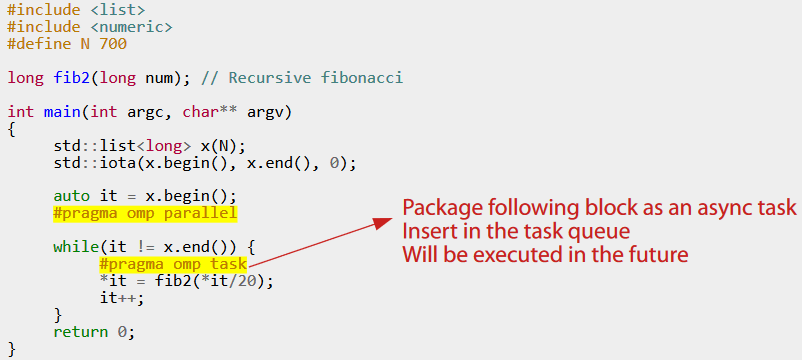 #include <list>
#include <numeric>
#define N 700
long fib2(long num); // Recursive fibonacci
int main(int argc, char** argv)
{
std::list<long> x(N);
std::iota(x.begin(), x.end(), 0);
auto it = x.begin();
#pragma omp parallel
while(it != x.end()) {
#pragma omp task
*it = fib2(*it/20);
it++;
}
return 0;
}
Package following block as an async task
Insert in the task queue
Will be executed in the future